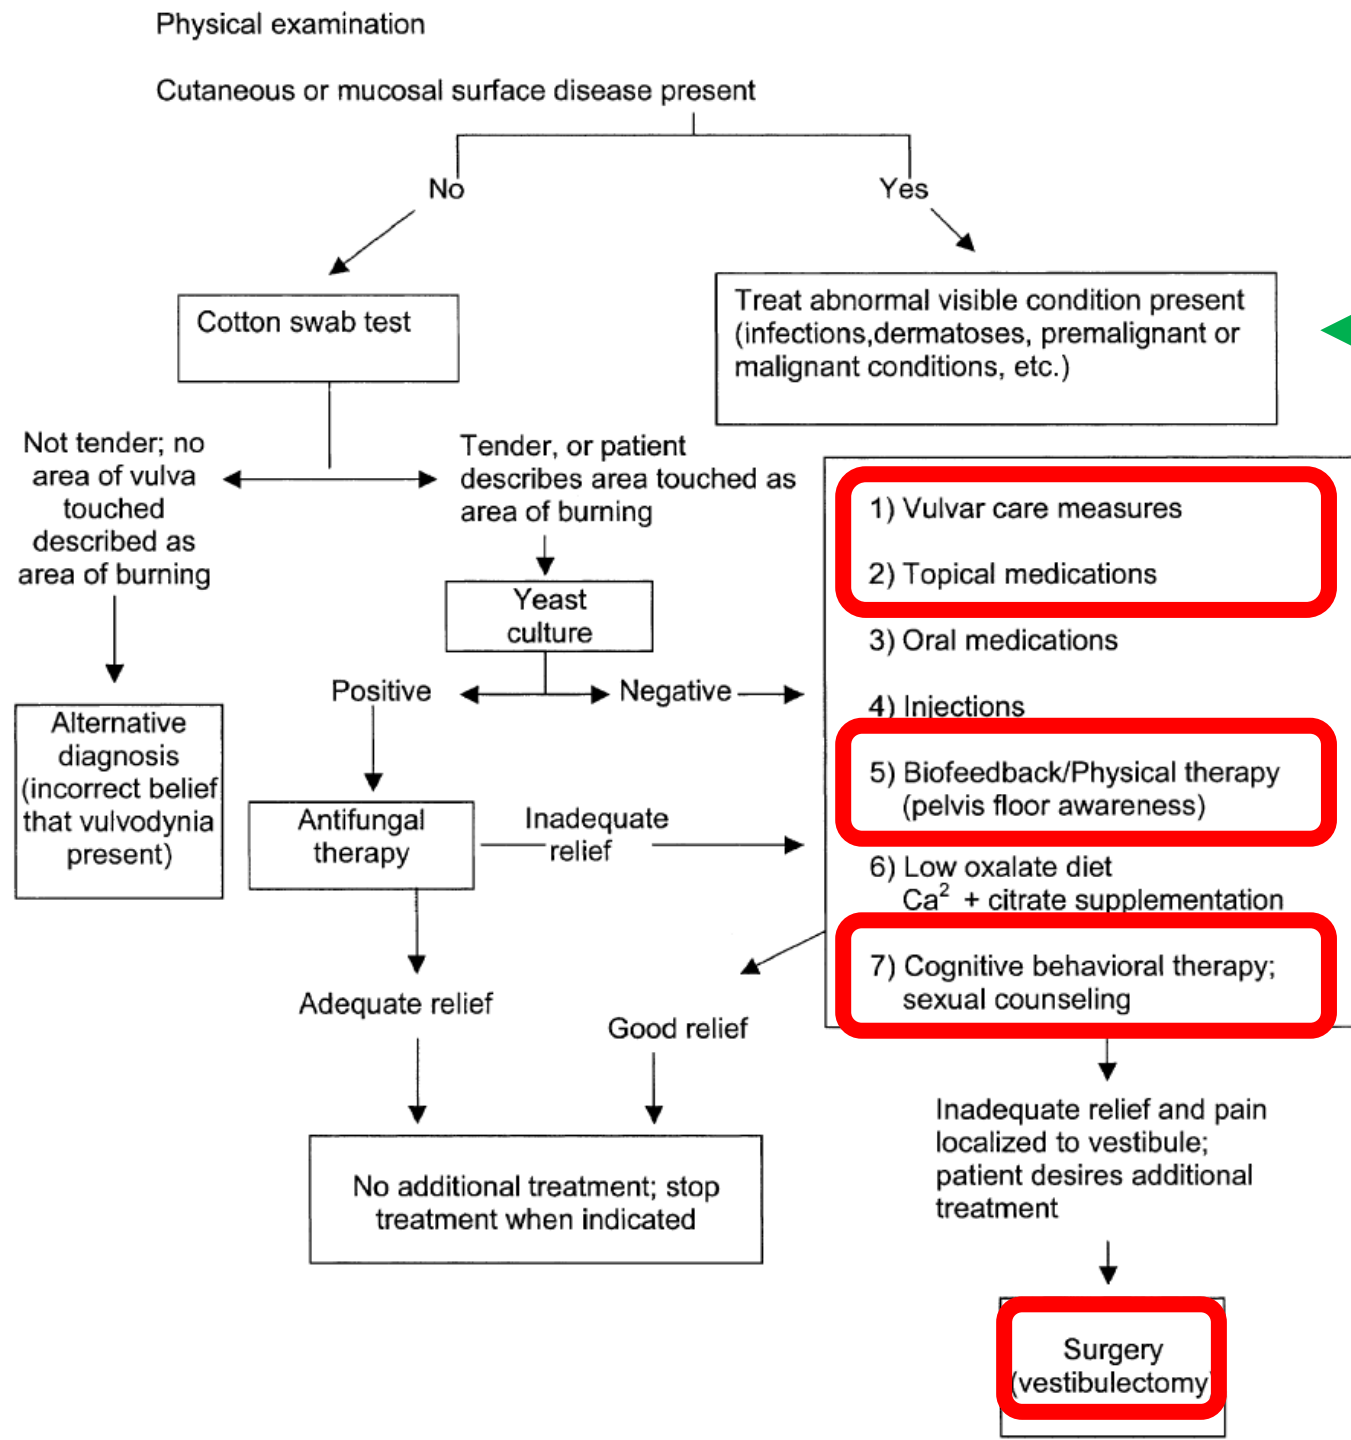 Physical examination
Cutaneous or mucosal surface disease present
No
Yes
Cotton swab test
Treat abnormal visible condition present
(infections,dermatoses, premalignant or
malignant conditions, etc.)
Not tender; no
area of vulva
touched
described as
area of burning
Tender, or patient
describes area touched as
area of burning
Yeast
culture
Positive
Negative
Alternative
diagnosis
(incorrect belief
that vulvodynia
present)
Antifungal
therapy
Inadequate
relief
1) Vulvar care measures
2) Topical medications
3) Oral medications
4) Injections
5) Biofeedback/Physical therapy
(pelvis floor awareness)
6) Low oxalate diet
Ca² + citrate supplementation
7) Cognitive behavioral therapy;
sexual counseling
Adequate relief
Good relief
No additional treatment; stop
treatment when indicated
Inadequate relief and pain
localized to vestibule;
patient desires additional
treatment
Surgery
(vestibulectomy)